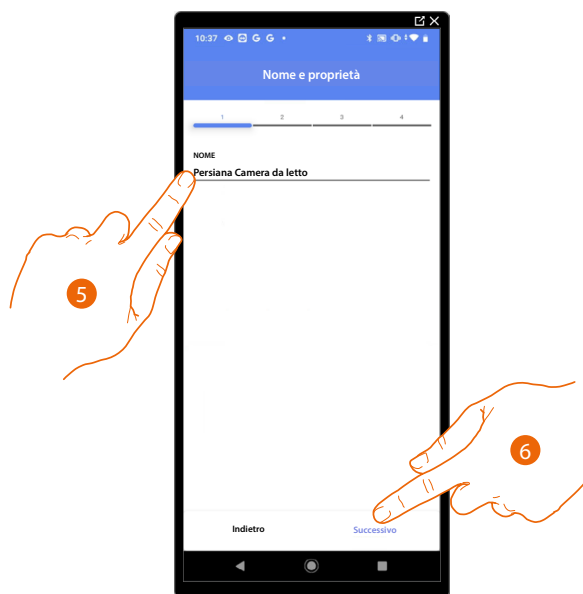 10:37 G G
Nome e proprietà
1 2 3 4
NOME
Persiana Camera da letto
5
6
Indietro Successivo